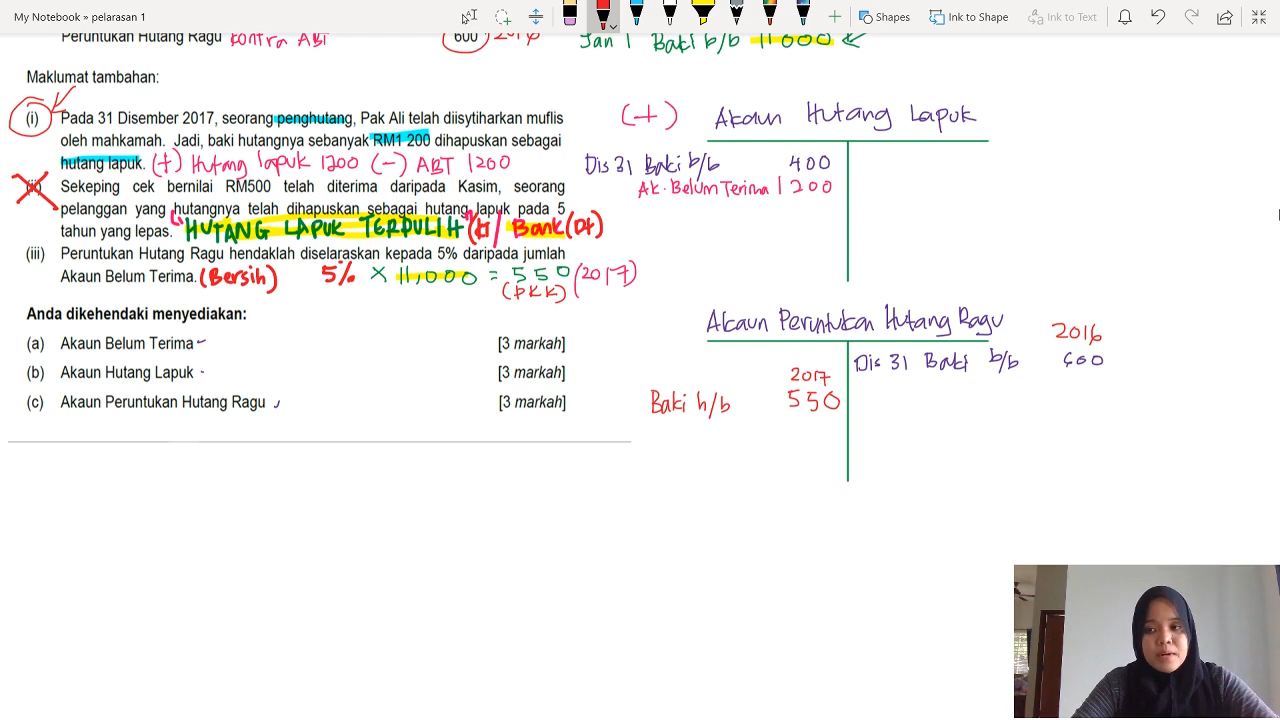 My Notebook » pelarasan 1
Shapes
Ink to Shape
Ink to Text
Peruntukan Hutang Ragu kontra ABT 600 2016
Jan 1 Baki b/b 11 000
Maklumat tambahan:
(i) Pada 31 Disember 2017, seorang penghutang, Pak Ali telah diisytiharkan muflis
oleh mahkamah. Jadi, baki hutangnya sebanyak RM1 200 dihapuskan sebagai
hutang lapuk. (+) Hutang lapuk 1200 (-) ABT 1200
(ii) Sekeping cek bernilai RM500 telah diterima daripada Kasim, seorang
pelanggan yang hutangnya telah dihapuskan sebagai hutang lapuk pada 5
tahun yang lepas. HUTANG LAPUK TERPULIH (kt / Bank (Dt)
(iii) Peruntukan Hutang Ragu hendaklah diselaraskan kepada 5% daripada jumlah
Akaun Belum Terima. (Bersih) 5% × 11,000 = 550 (2017)
(PKK)
Anda dikehendaki menyediakan:
(a) Akaun Belum Terima [3 markah]
(b) Akaun Hutang Lapuk [3 markah]
(c) Akaun Peruntukan Hutang Ragu [3 markah]
(+) Akaun Hutang Lapuk
Dis 31 Baki b/b 400
Ak. Belum Terima 1 200
Akaun Peruntukan Hutang Ragu
2016
Dis 31 Baki b/b 600
2017
Baki h/b 550